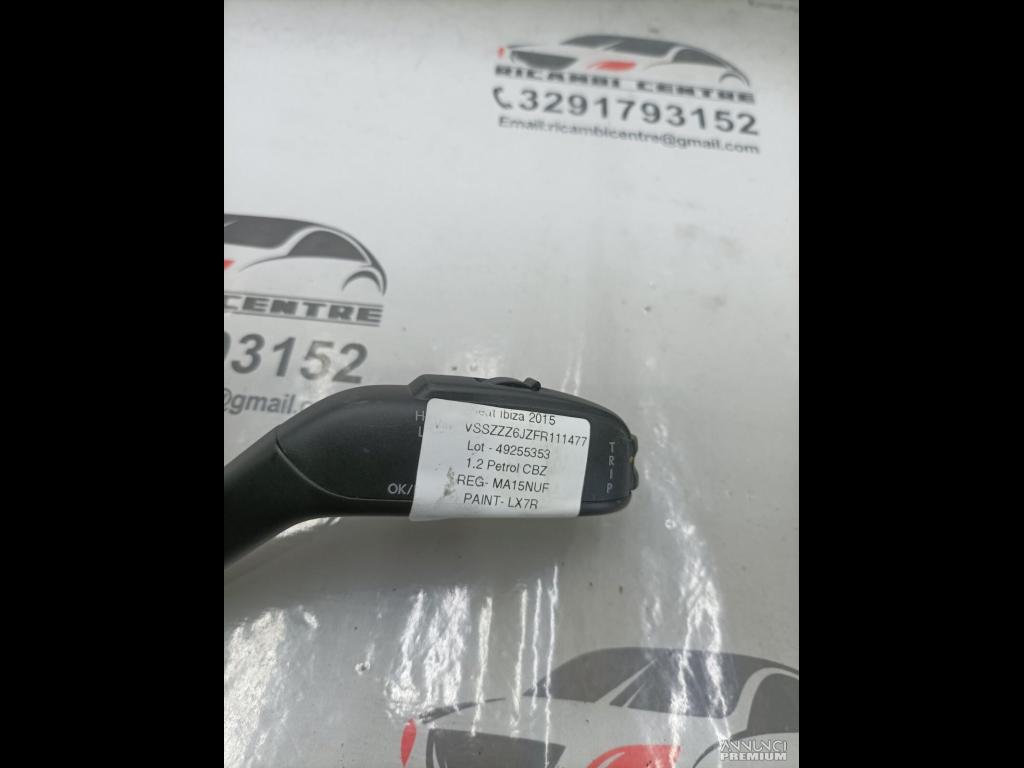 RICAMBI CENTRE
3291793152
Email:ricambicentre@gmail.com
CENTRE
93152
@gmail.com
Ibiza 2015
VSSZZZ6JZFR111477
Lot - 49255353
1.2 Petrol CBZ
REG- MA15NUF
PAINT- LX7R
OK/
TRIP
ANNUNCI
PREMIUM